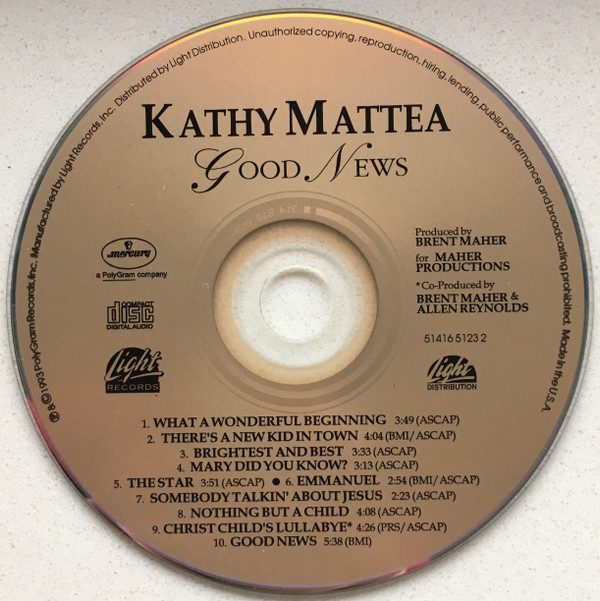 ℗ & © 1993 PolyGram Records, Inc. Manufactured by Light Records, Inc. Distributed by Light Distribution. Unauthorized copying, reproduction, hiring, lending, public performance and broadcasting prohibited. Made in the U.S.A.
KATHY MATTEA
GOOD NEWS
mercury
a PolyGram company
COMPACT
disc
DIGITAL AUDIO
Light
RECORDS
Produced by
BRENT MAHER
for MAHER
PRODUCTIONS
*Co-Produced by
BRENT MAHER &
ALLEN REYNOLDS
51416 5123 2
Light
DISTRIBUTION
1. WHAT A WONDERFUL BEGINNING 3:49 (ASCAP)
2. THERE'S A NEW KID IN TOWN 4:04 (BMI/ASCAP)
3. BRIGHTEST AND BEST 3:33 (ASCAP)
4. MARY DID YOU KNOW? 3:13 (ASCAP)
5. THE STAR 3:51 (ASCAP) ● 6. EMMANUEL 2:54 (BMI/ASCAP)
7. SOMEBODY TALKIN' ABOUT JESUS 2:23 (ASCAP)
8. NOTHING BUT A CHILD 4:08 (ASCAP)
9. CHRIST CHILD'S LULLABYE* 4:26 (PRS/ASCAP)
10. GOOD NEWS 5:38 (BMI)